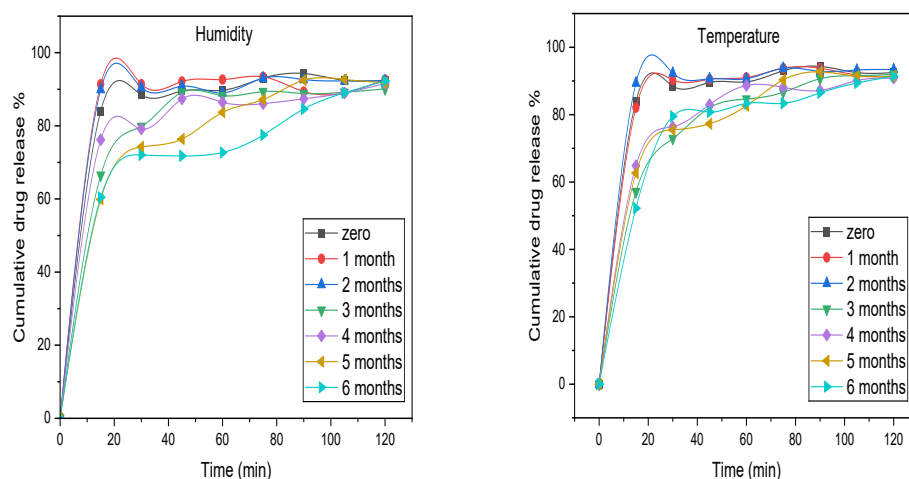 Humidity
Cumulative drug release %
100
80
60
40
20
0
zero
1 month
2 months
3 months
4 months
5 months
6 months
0 20 40 60 80 100 120
Time (min)
Temperature
Cumulative drug release %
100
80
60
40
20
0
zero
1 month
2 months
3 months
4 months
5 months
6 months
0 20 40 60 80 100 120
Time (min)